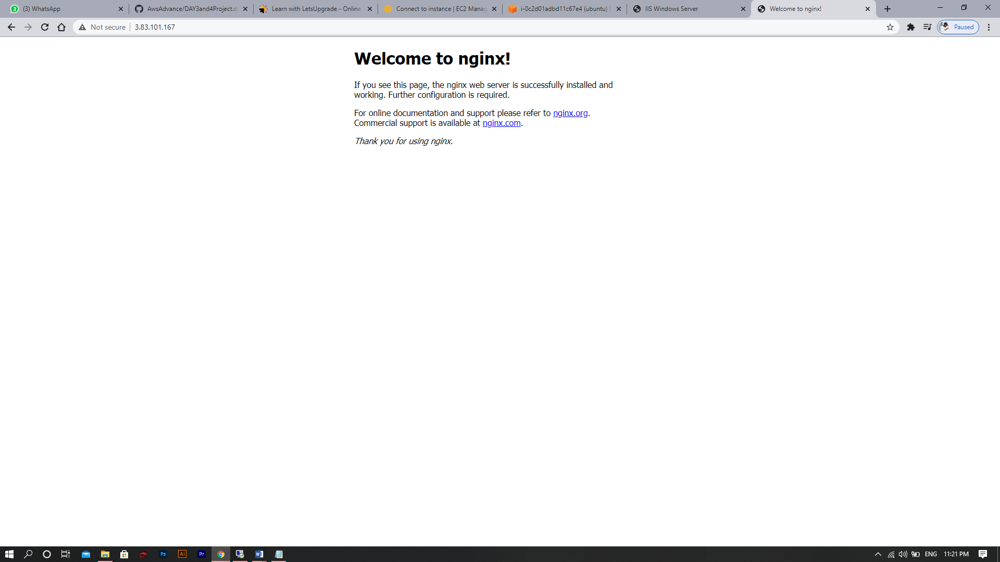 (3) WhatsApp
AwsAdvance/DAY3and4Project.d
Learn with LetsUpgrade - Online
Connect to instance | EC2 Manag
i-0c2d01adbd11c67e4 (ubuntu) |
IIS Windows Server
Welcome to nginx!
Not secure
3.83.101.167
Paused
Welcome to nginx!
If you see this page, the nginx web server is successfully installed and
working. Further configuration is required.
For online documentation and support please refer to nginx.org.
Commercial support is available at nginx.com.
Thank you for using nginx.
Ps
Ai
Pr
ENG
11:21 PM